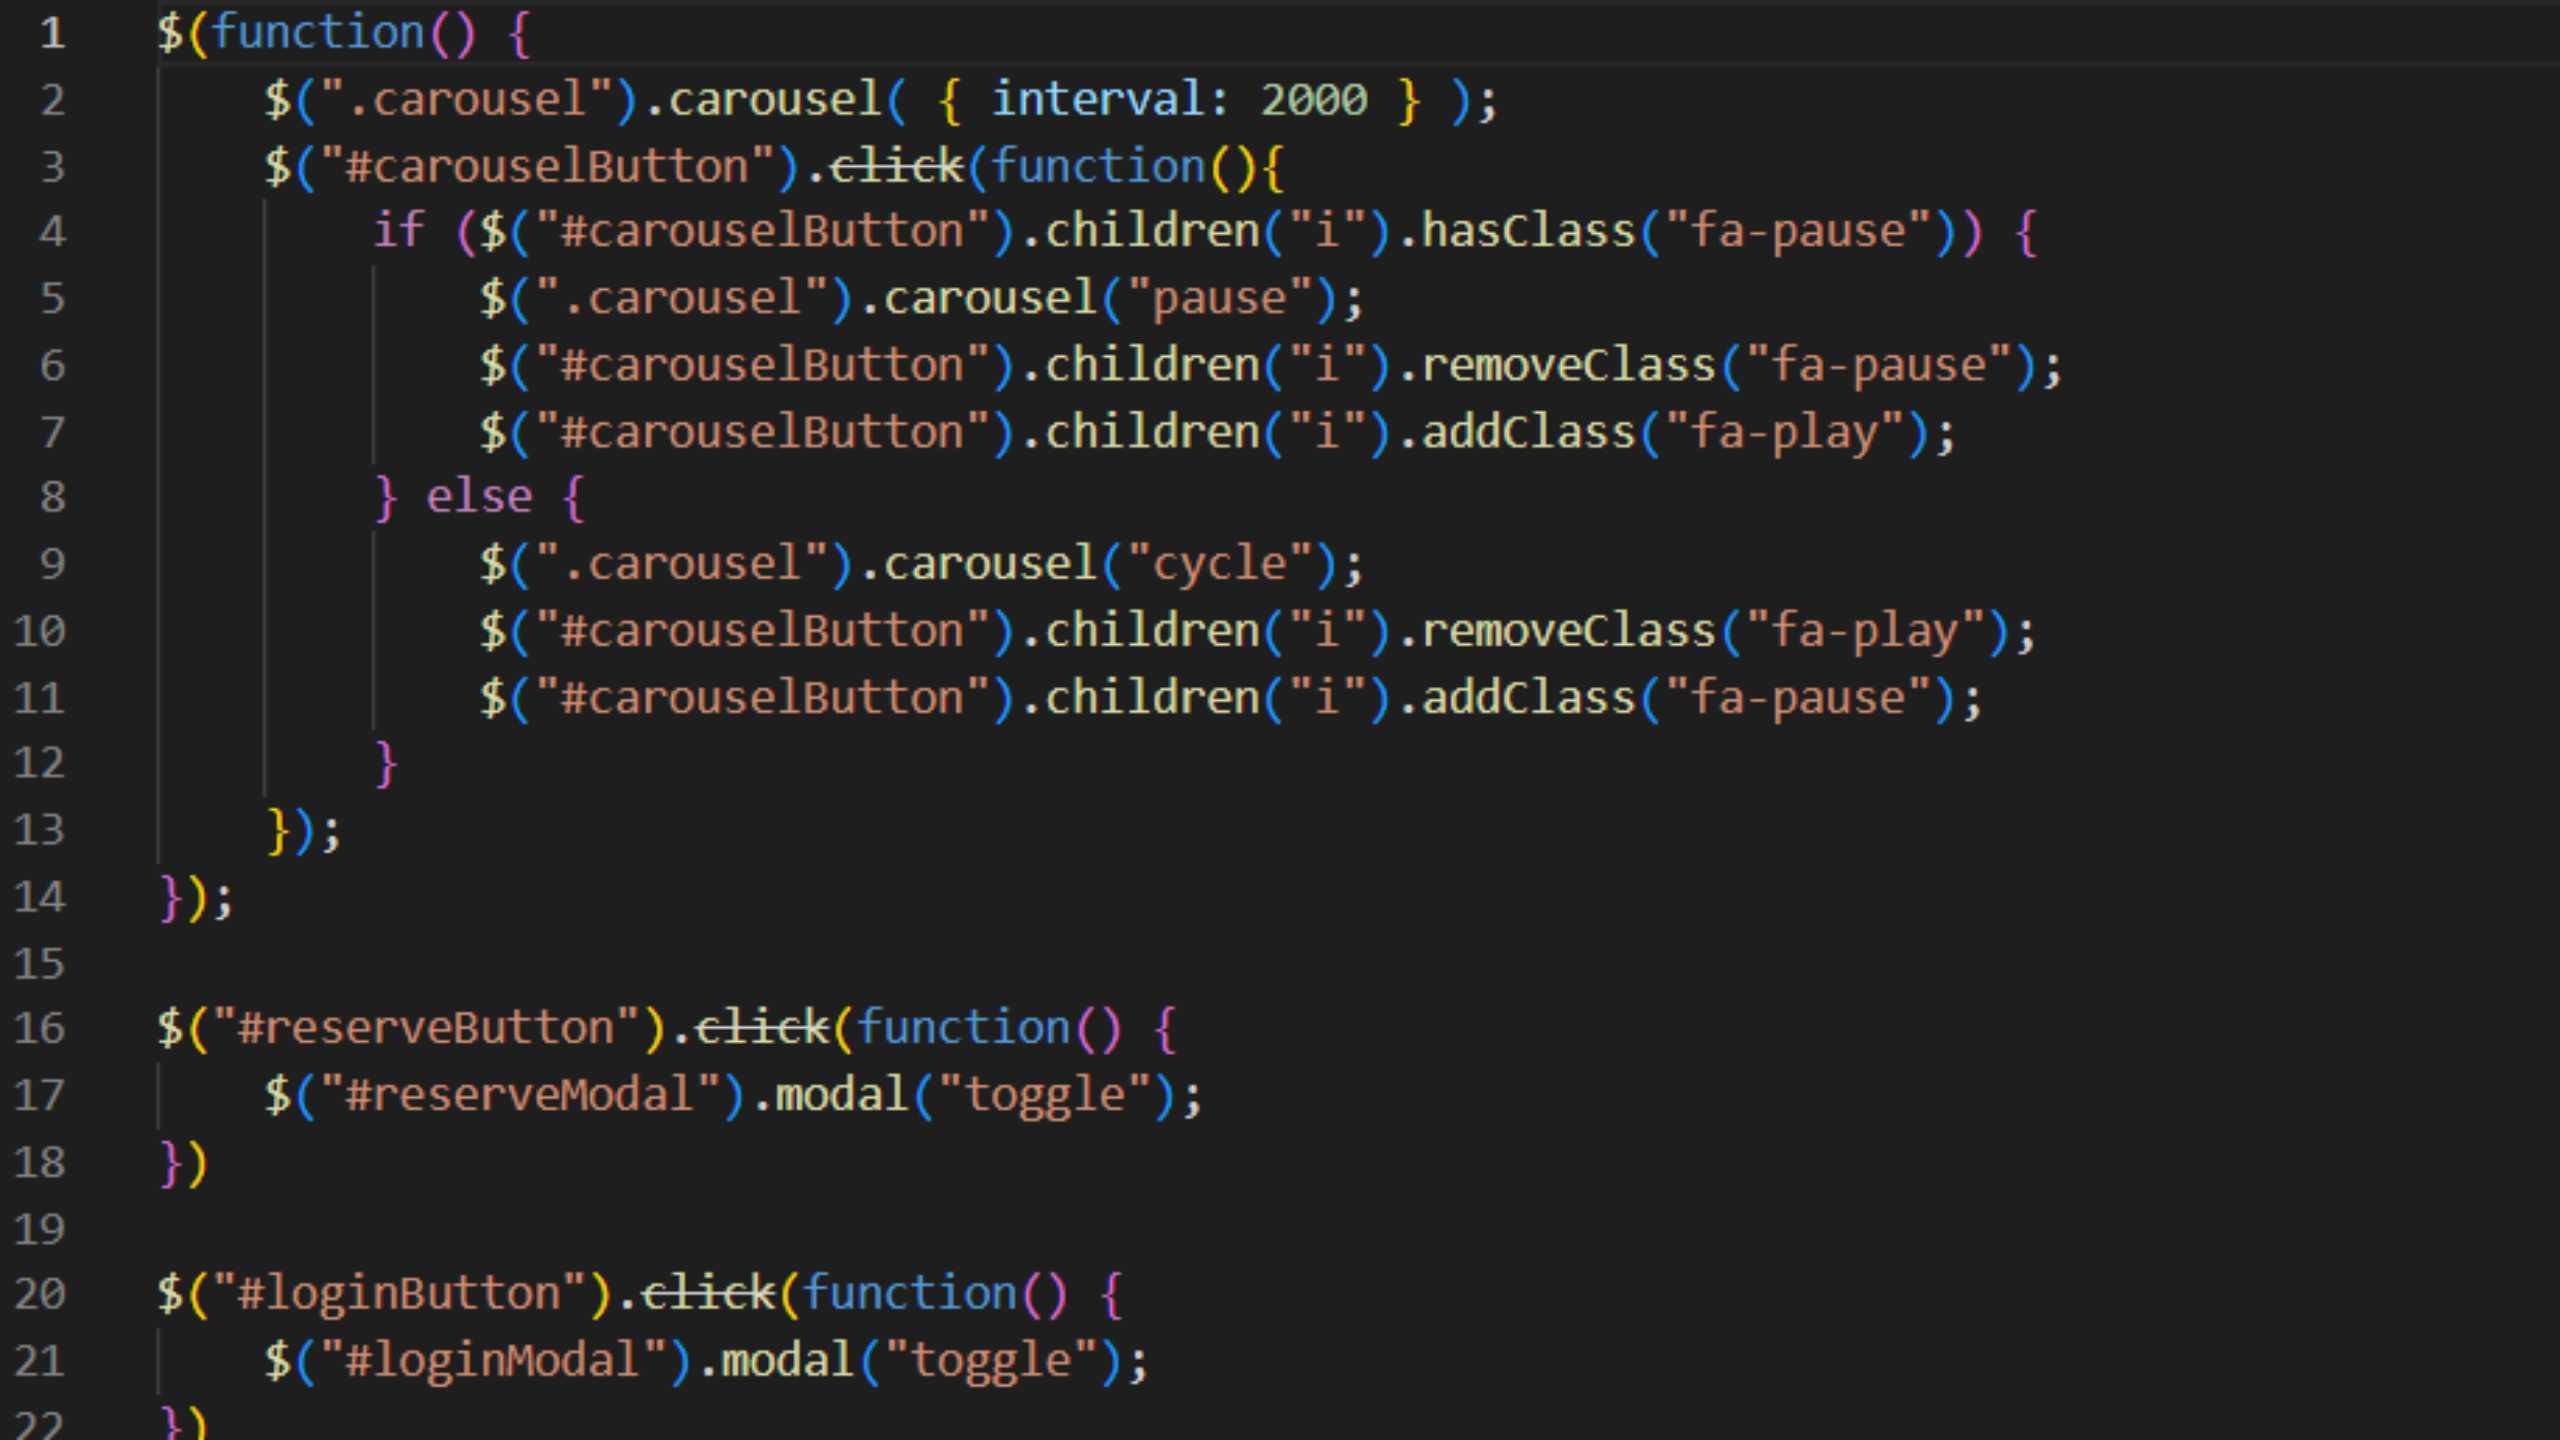 1 $(function() {
2 $(".carousel").carousel( { interval: 2000 } );
3 $("#carouselButton").click(function(){
4 if ($("#carouselButton").children("i").hasClass("fa-pause")) {
5 $(".carousel").carousel("pause");
6 $("#carouselButton").children("i").removeClass("fa-pause");
7 $("#carouselButton").children("i").addClass("fa-play");
8 } else {
9 $(".carousel").carousel("cycle");
10 $("#carouselButton").children("i").removeClass("fa-play");
11 $("#carouselButton").children("i").addClass("fa-pause");
12 }
13 });
14 });
15
16 $("#reserveButton").click(function() {
17 $("#reserveModal").modal("toggle");
18 })
19
20 $("#loginButton").click(function() {
21 $("#loginModal").modal("toggle");
22 })